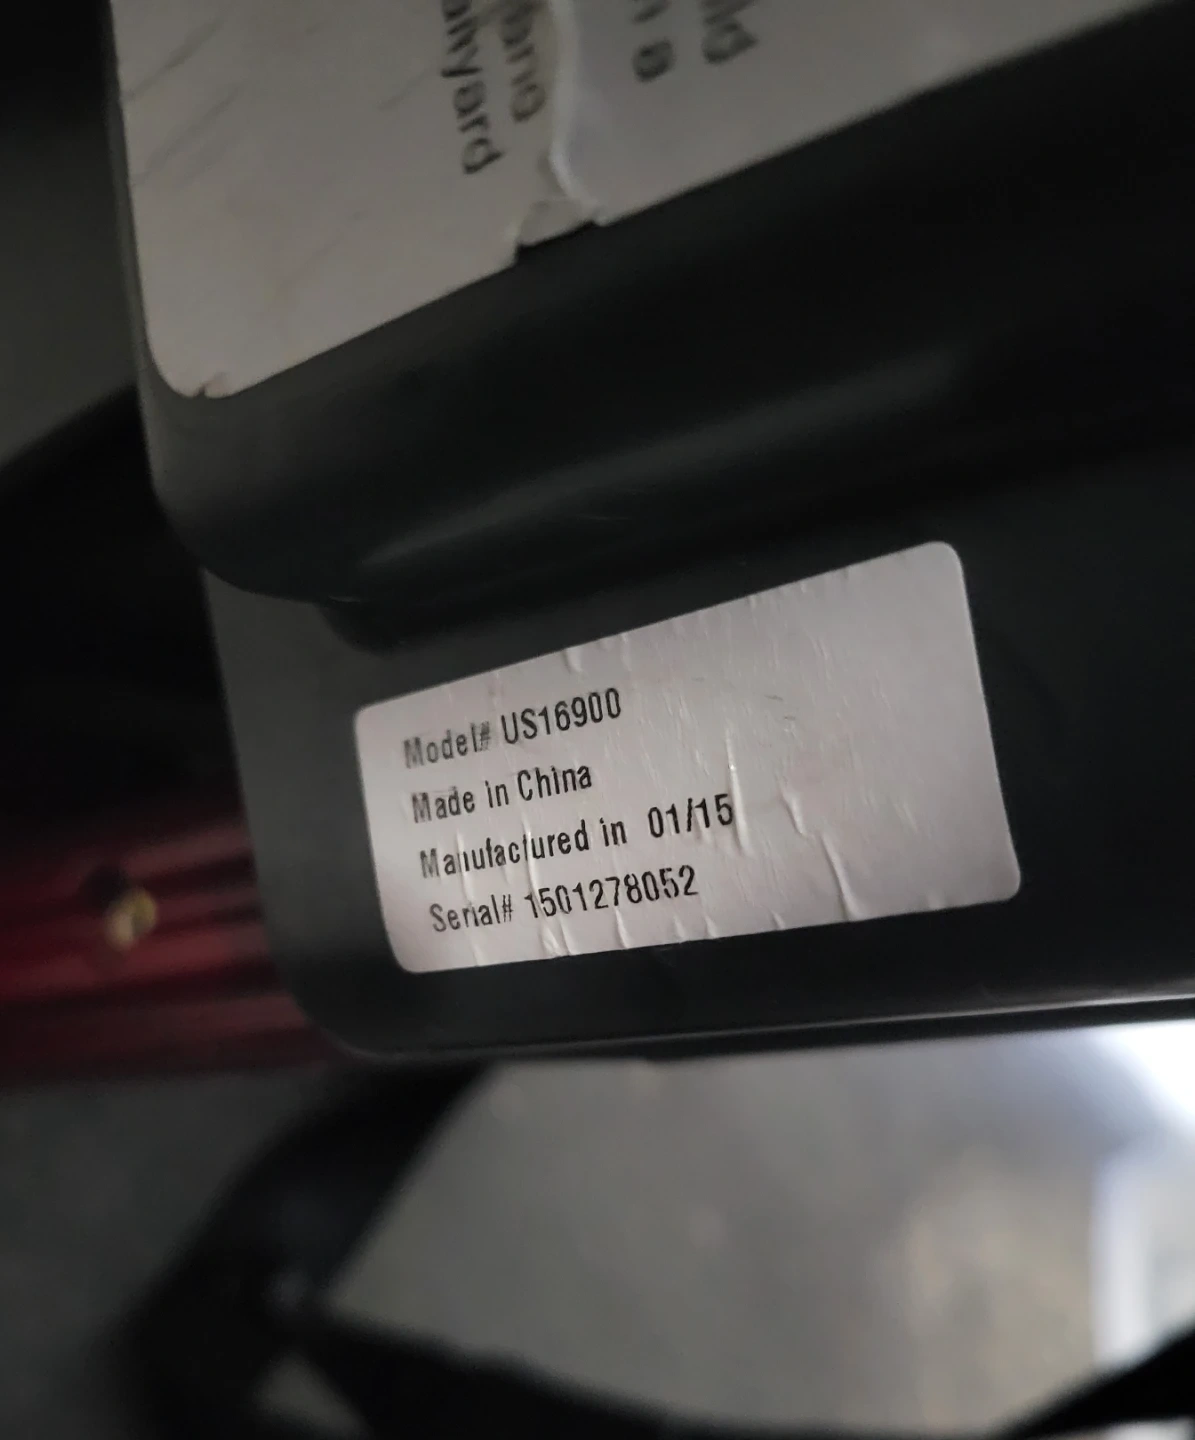 a
Model# US16900
Made in China
Manufactured in 01/15
Serial# 1501278052